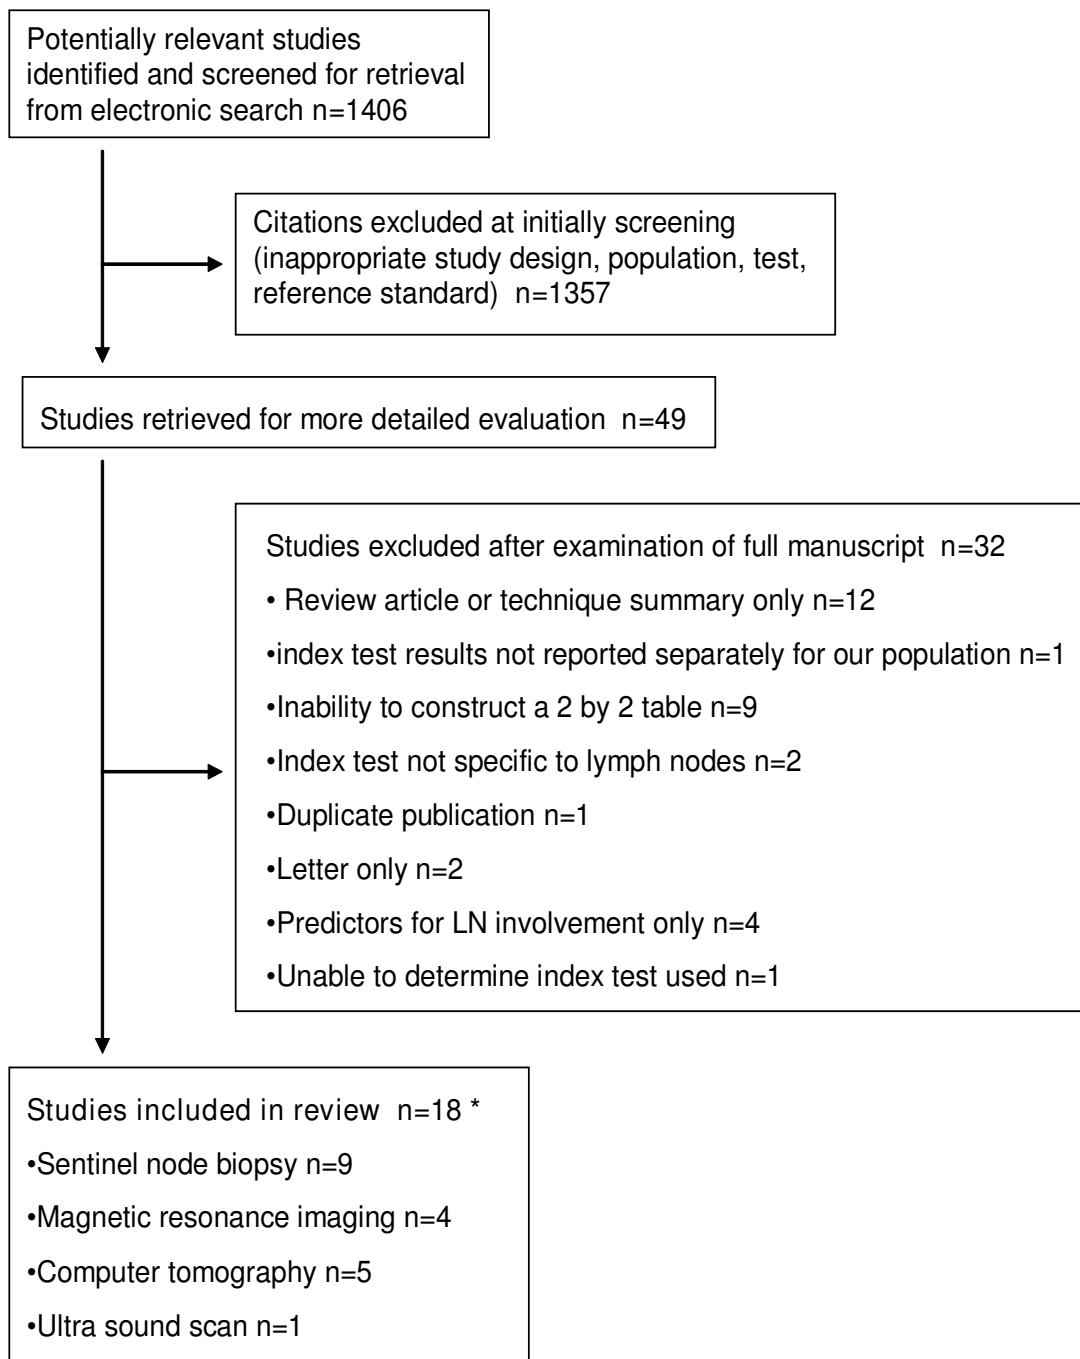 Potentially relevant studies
identified and screened for retrieval
from electronic search n=1406
Citations excluded at initially screening
(inappropriate study design, population, test,
reference standard) n=1357
Studies retrieved for more detailed evaluation n=49
Studies excluded after examination of full manuscript n=32
• Review article or technique summary only n=12
•index test results not reported separately for our population n=1
•Inability to construct a 2 by 2 table n=9
•Index test not specific to lymph nodes n=2
•Duplicate publication n=1
•Letter only n=2
•Predictors for LN involvement only n=4
•Unable to determine index test used n=1
Studies included in review n=18 *
•Sentinel node biopsy n=9
•Magnetic resonance imaging n=4
•Computer tomography n=5
•Ultra sound scan n=1